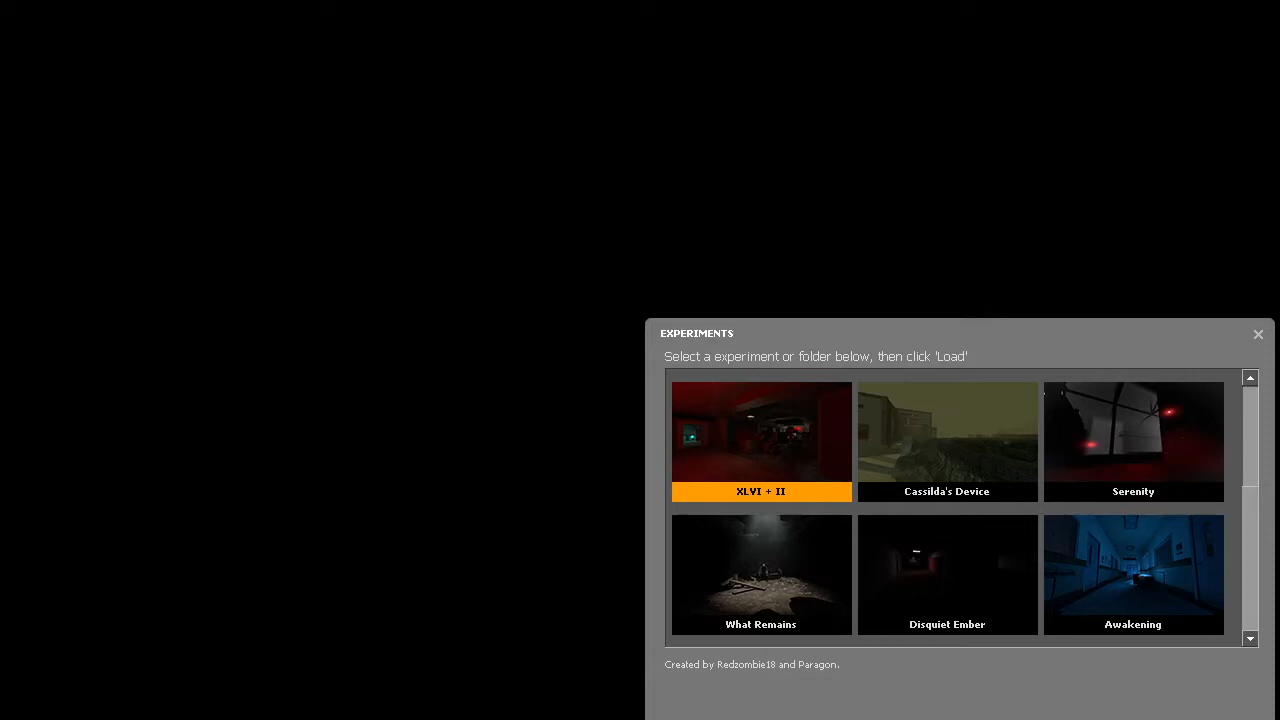 EXPERIMENTS
Select a experiment or folder below, then click 'Load'
XLVI + II
Cassilda's Device
Serenity
What Remains
Disquiet Ember
Awakening
Created by Redzombie18 and Paragon.